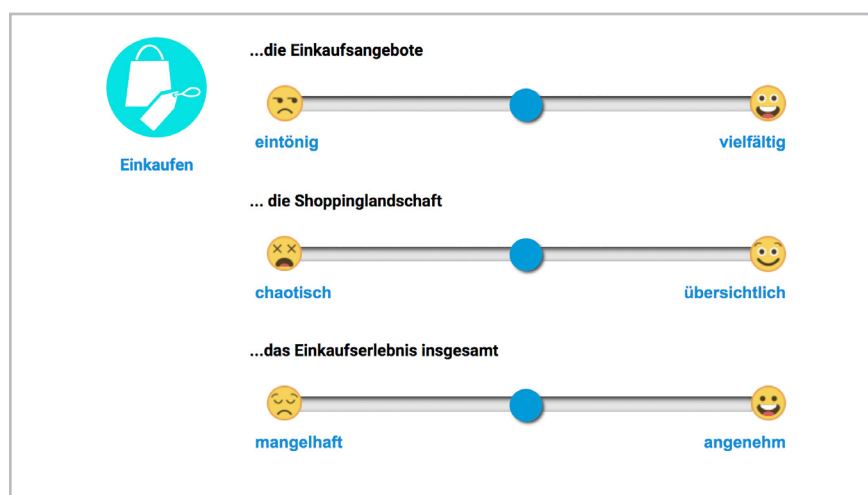 ...die Einkaufsangebote
eintönig vielfältig
Einkaufen
... die Shoppinglandschaft
chaotisch übersichtlich
...das Einkaufserlebnis insgesamt
mangelhaft angenehm